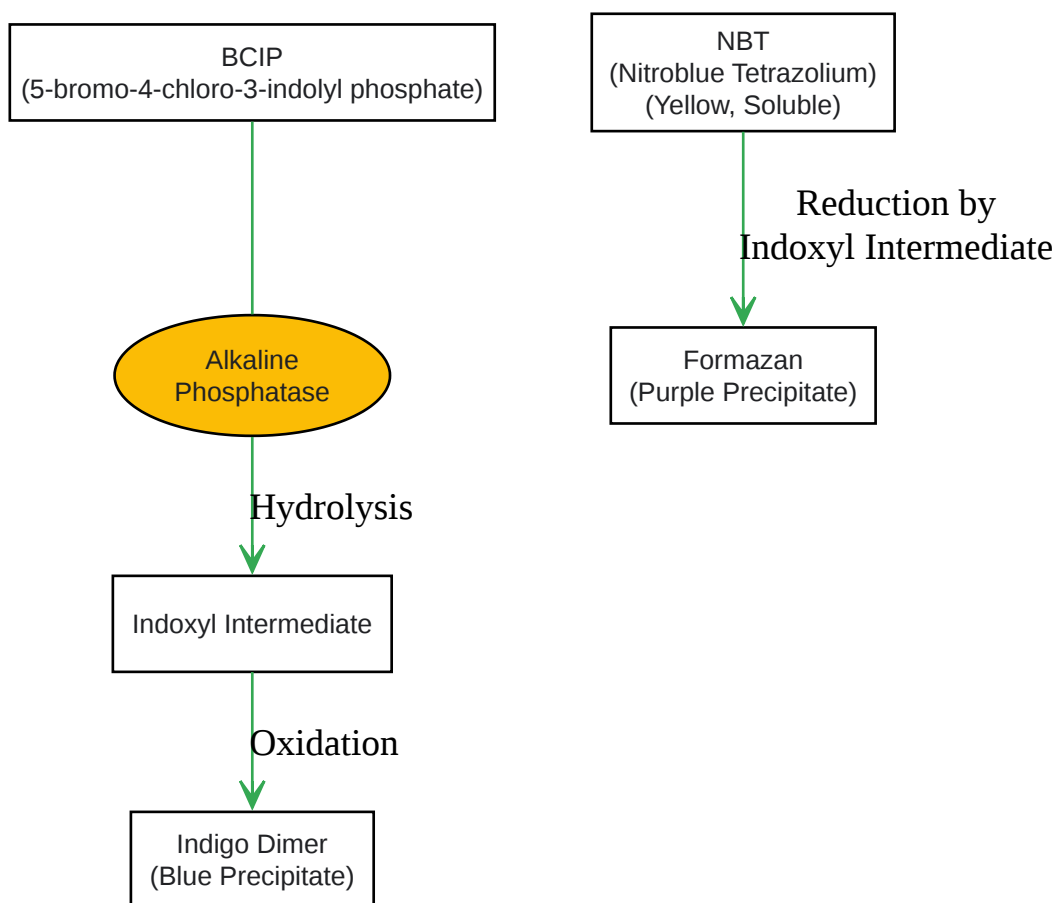 BCIP
(5-bromo-4-chloro-3-indolyl phosphate)
Alkaline
Phosphatase
Hydrolysis
Indoxyl Intermediate
Oxidation
Indigo Dimer
(Blue Precipitate)
NBT
(Nitroblue Tetrazolium)
(Yellow, Soluble)
Reduction by
Indoxyl Intermediate
Formazan
(Purple Precipitate)